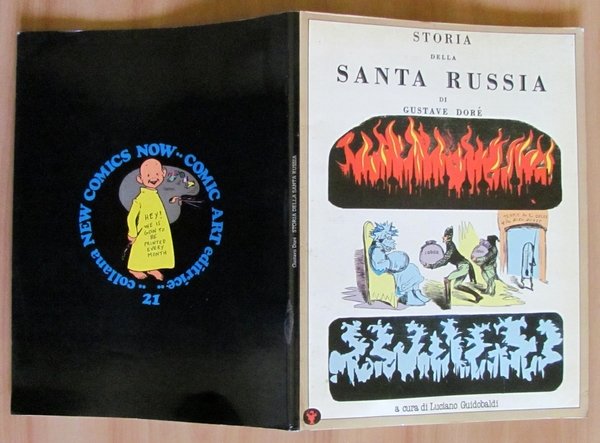 STORIA
DELLA
SANTA RUSSIA
DI
GUSTAVE DORÉ
a cura di Luciano Guidobaldi
Gustave Doré STORIA DELLA SANTA RUSSIA
collana NEW COMICS NOW·· COMIC ART editrice··
HEY!
WE IS
GON TO
BE
PRINTED
EVERY
MONTH
21